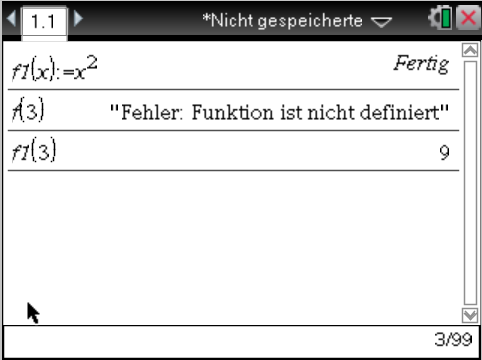 1.1 *Nicht gespeicherte
f1(x):=x² Fertig
f(3) "Fehler: Funktion ist nicht definiert"
f1(3) 9
3/99